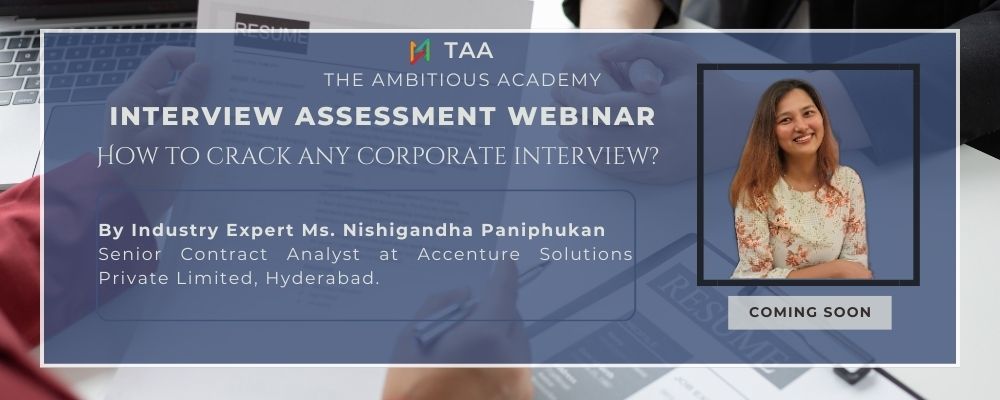 RESUME
TAA
THE AMBITIOUS ACADEMY
INTERVIEW ASSESSMENT WEBINAR
HOW TO CRACK ANY CORPORATE INTERVIEW?
By Industry Expert Ms. Nishigandha Paniphukan
Senior Contract Analyst at Accenture Solutions
Private Limited, Hyderabad.
COMING SOON
RESUME